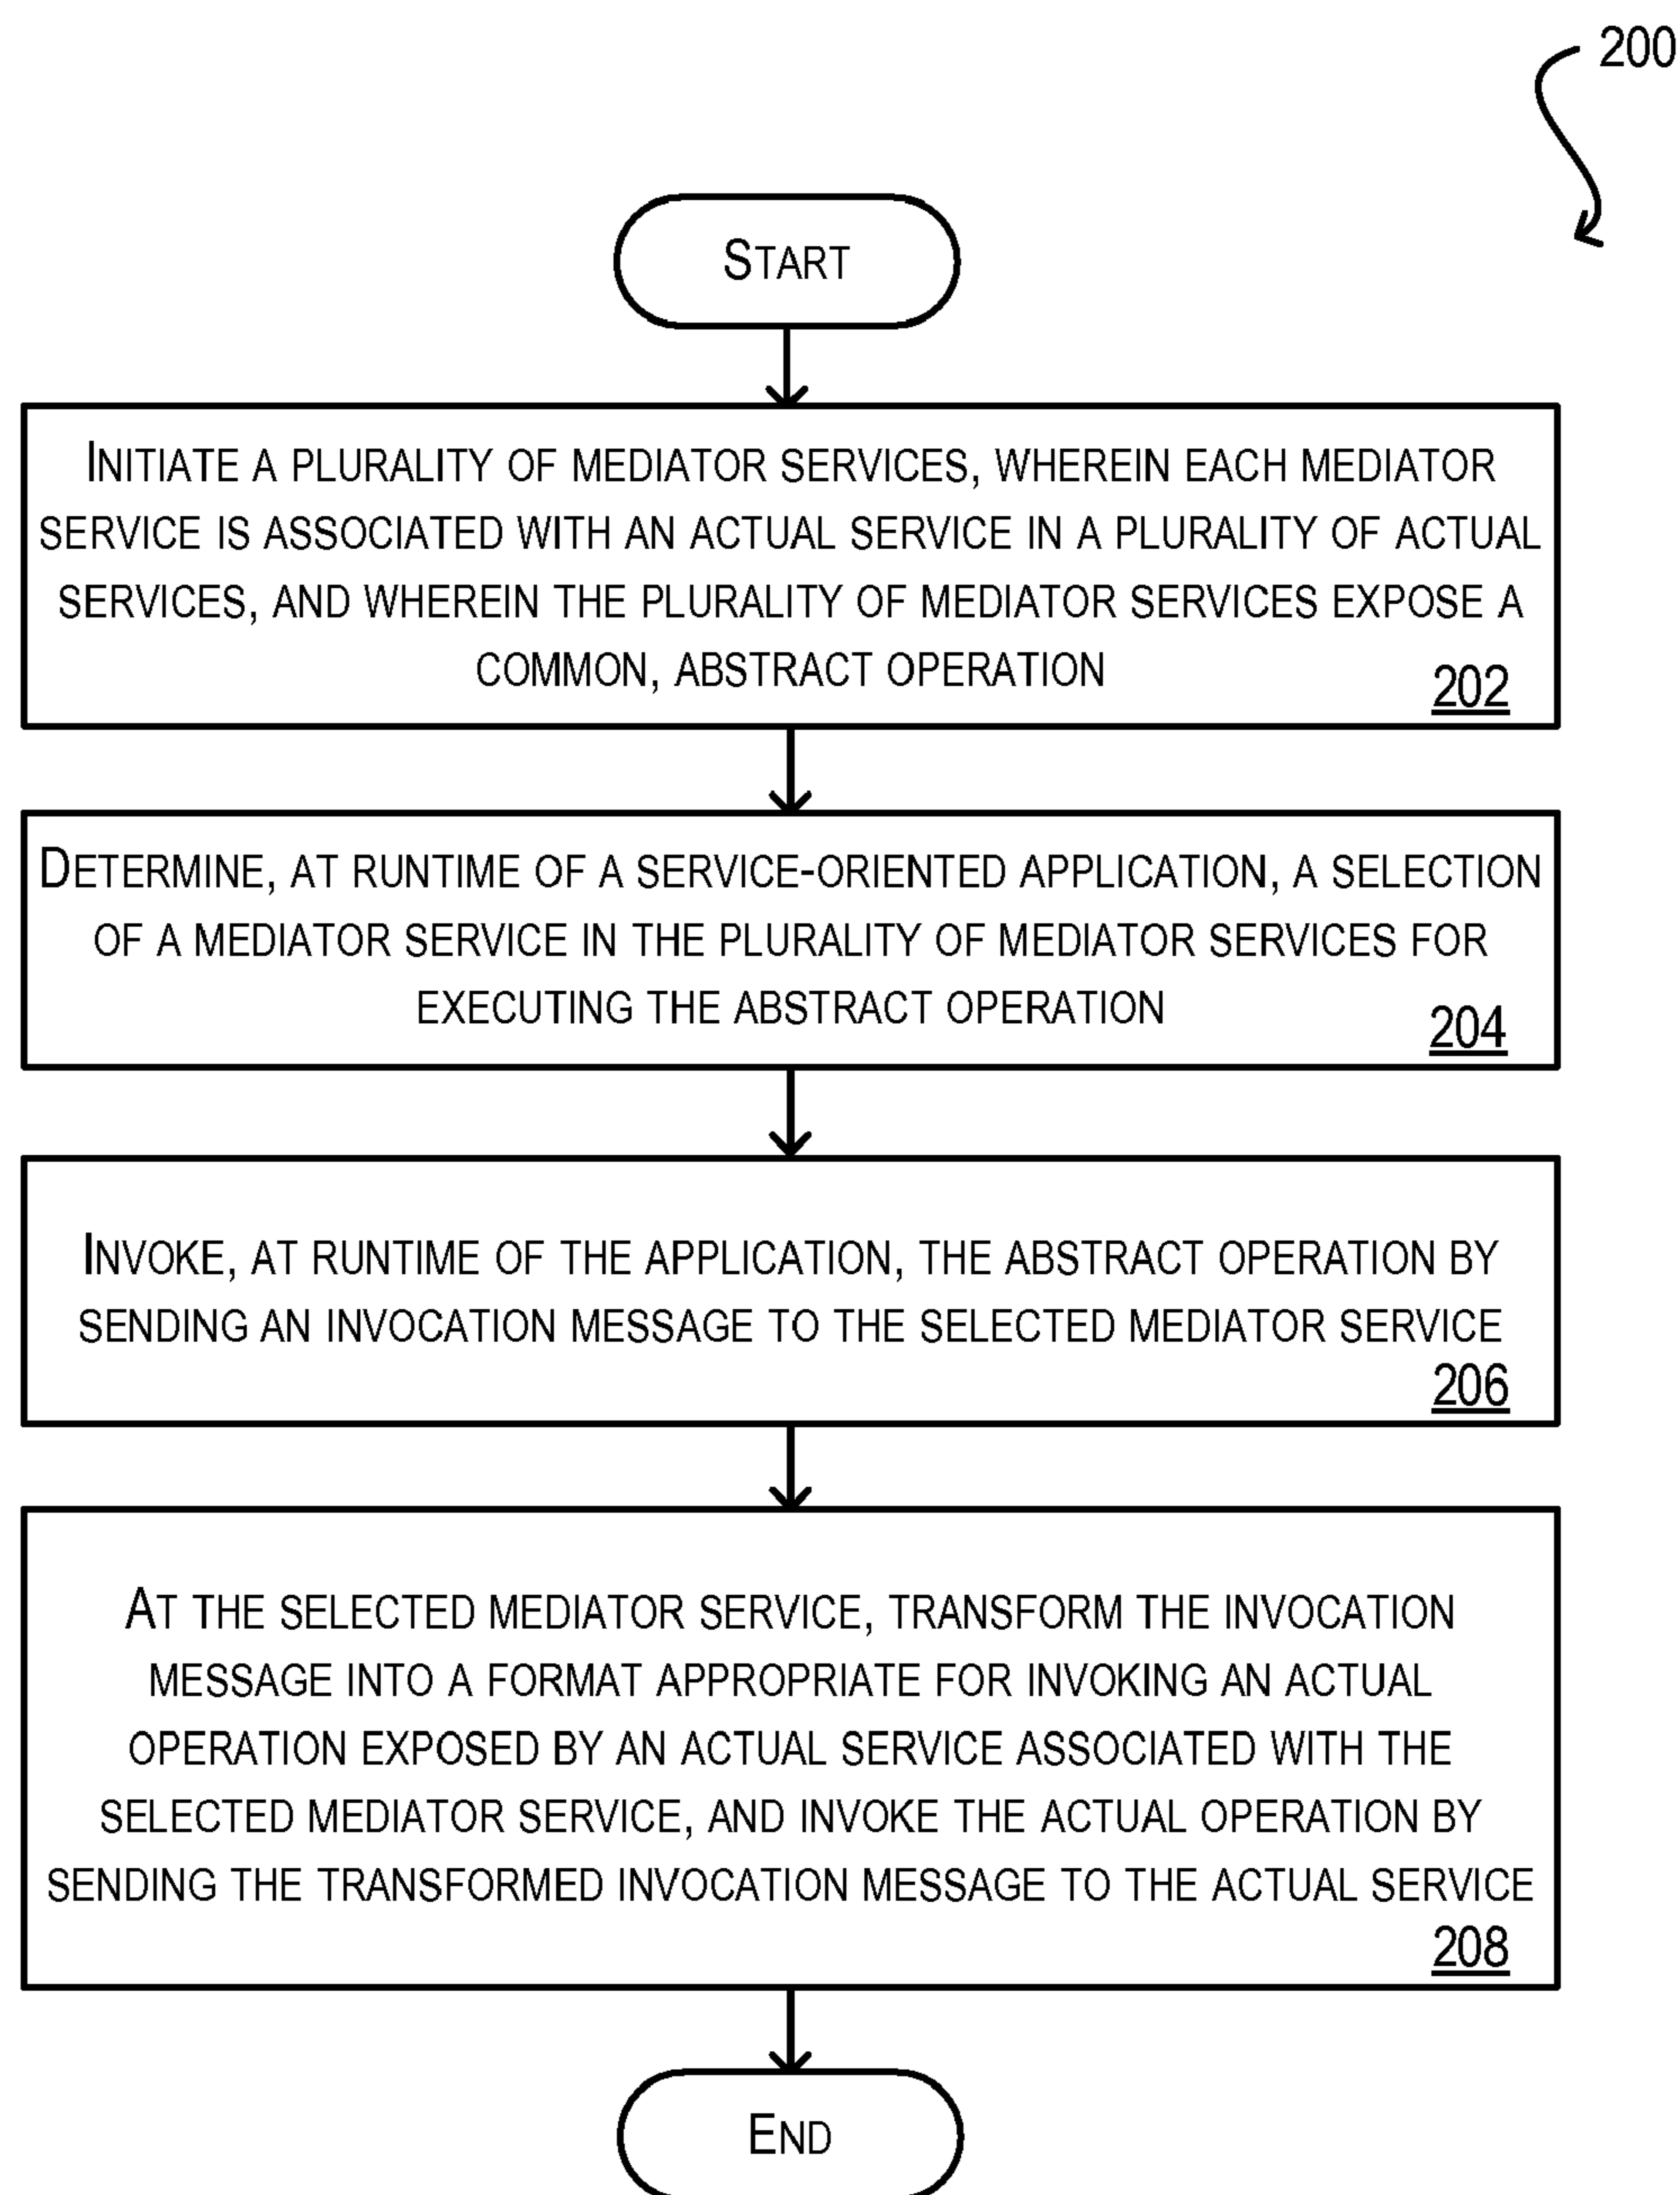 200
START
INITIATE A PLURALITY OF MEDIATOR SERVICES, WHEREIN EACH MEDIATOR
SERVICE IS ASSOCIATED WITH AN ACTUAL SERVICE IN A PLURALITY OF ACTUAL
SERVICES, AND WHEREIN THE PLURALITY OF MEDIATOR SERVICES EXPOSE A
COMMON, ABSTRACT OPERATION
202
DETERMINE, AT RUNTIME OF A SERVICE-ORIENTED APPLICATION, A SELECTION
OF A MEDIATOR SERVICE IN THE PLURALITY OF MEDIATOR SERVICES FOR
EXECUTING THE ABSTRACT OPERATION
204
INVOKE, AT RUNTIME OF THE APPLICATION, THE ABSTRACT OPERATION BY
SENDING AN INVOCATION MESSAGE TO THE SELECTED MEDIATOR SERVICE
206
AT THE SELECTED MEDIATOR SERVICE, TRANSFORM THE INVOCATION
MESSAGE INTO A FORMAT APPROPRIATE FOR INVOKING AN ACTUAL
OPERATION EXPOSED BY AN ACTUAL SERVICE ASSOCIATED WITH THE
SELECTED MEDIATOR SERVICE, AND INVOKE THE ACTUAL OPERATION BY
SENDING THE TRANSFORMED INVOCATION MESSAGE TO THE ACTUAL SERVICE
208
END